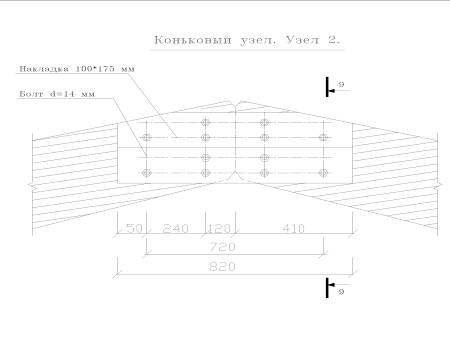 Коньковый узел. Узел 2.
9
Накладка 100*175 мм
Болт d=14 мм
50 240 120 410
720
820
9